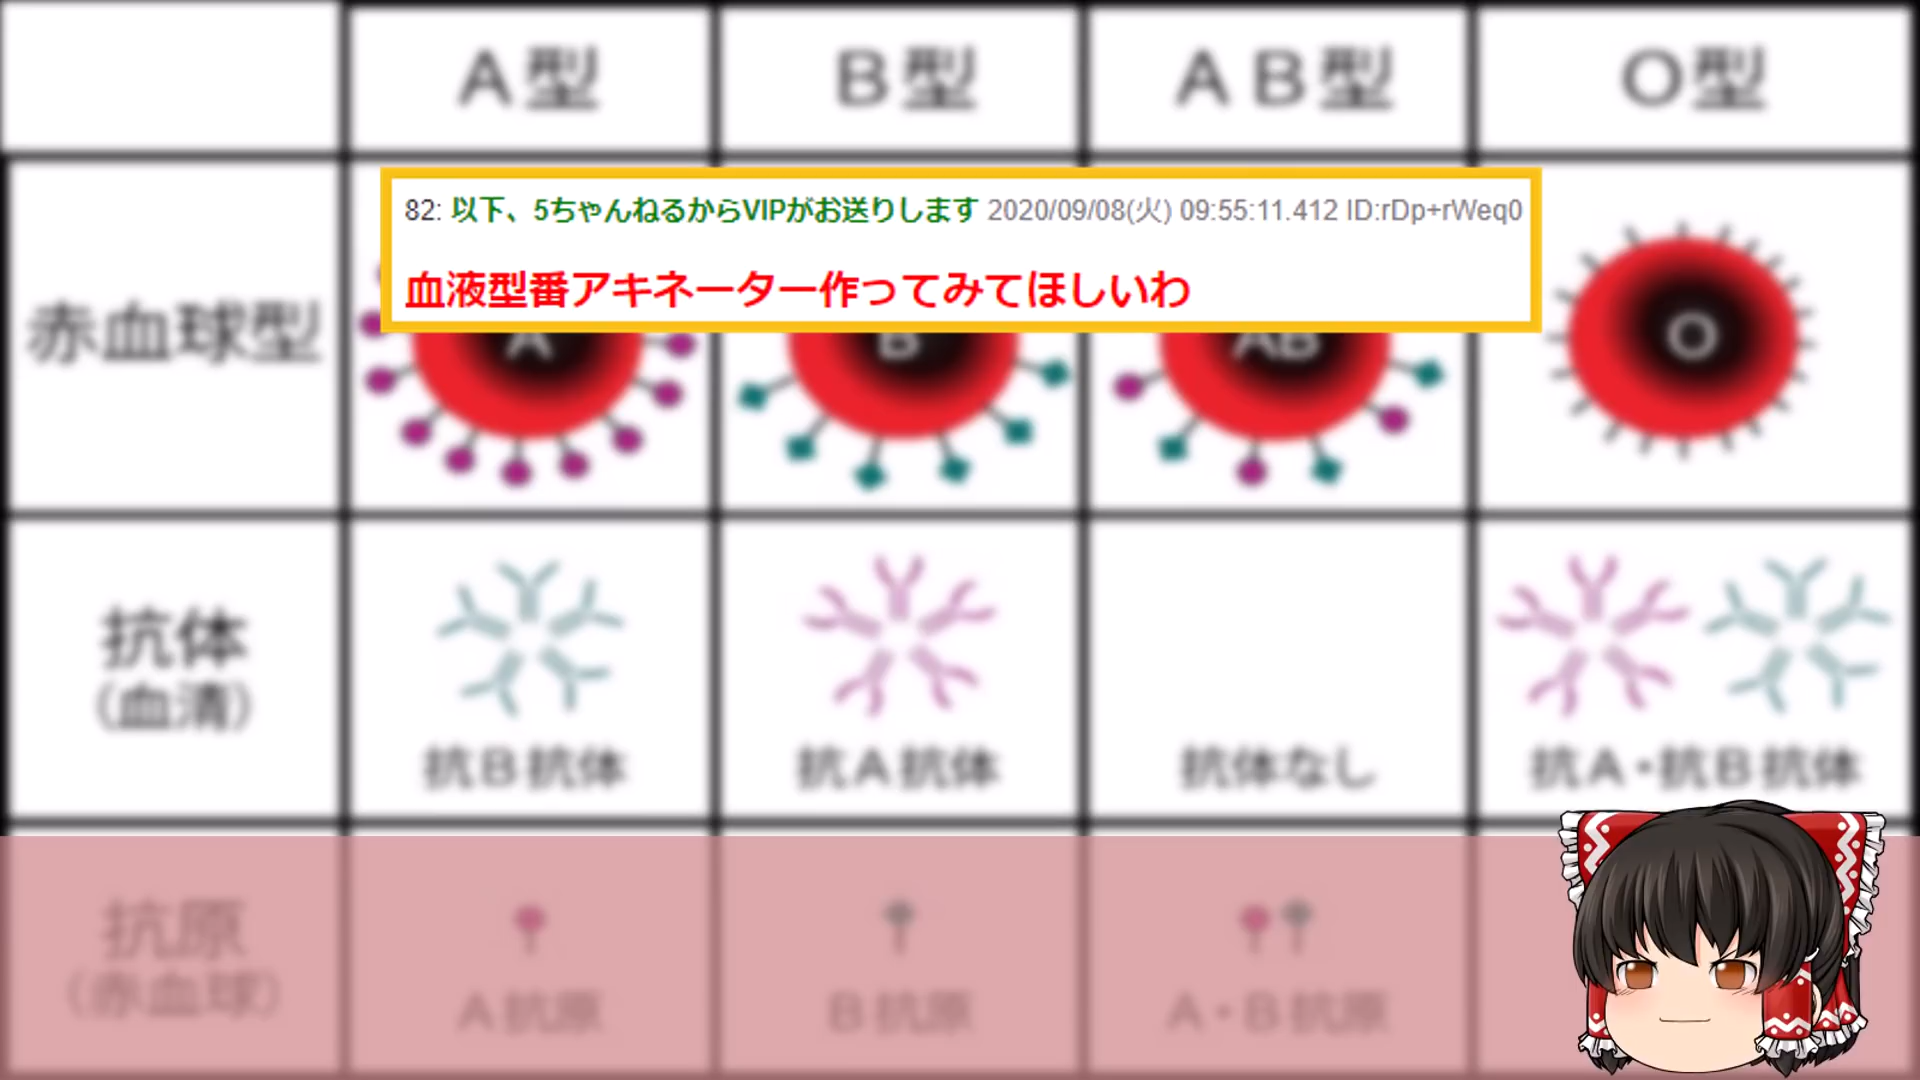 A型 B型 AB型 O型
82: 以下、5ちゃんねるからVIPがお送りします 2020/09/08(火) 09:55:11.412 ID:rDp+rWeq0
血液型番アキネーター作ってみてほしいわ
赤血球型 A B AB O
抗体
(血清)
抗B抗体 抗A抗体 抗体なし 抗A・抗B抗体
抗原
(赤血球)
A抗原 B抗原 A・B抗原